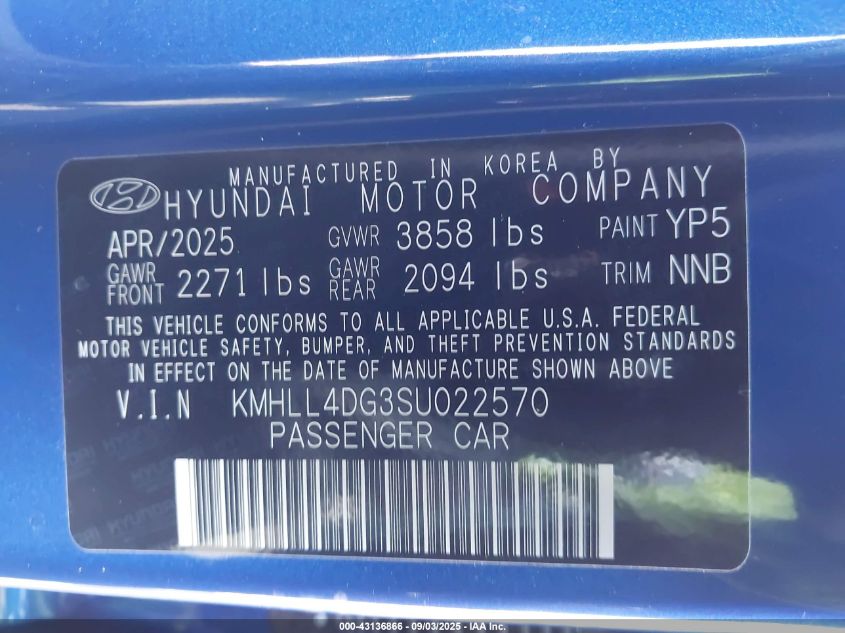 MANUFACTURED IN KOREA BY
HYUNDAI MOTOR COMPANY
APR/2025 GVWR 3858 lbs PAINT YP5
GAWR FRONT 2271 lbs GAWR REAR 2094 lbs TRIM NNB
THIS VEHICLE CONFORMS TO ALL APPLICABLE U.S.A. FEDERAL
MOTOR VEHICLE SAFETY, BUMPER, AND THEFT PREVENTION STANDARDS
IN EFFECT ON THE DATE OF MANUFACTURE SHOWN ABOVE
V.I.N KMHLL4DG3SU022570
PASSENGER CAR
000-43136866 - 09/03/2025 - IAA Inc.